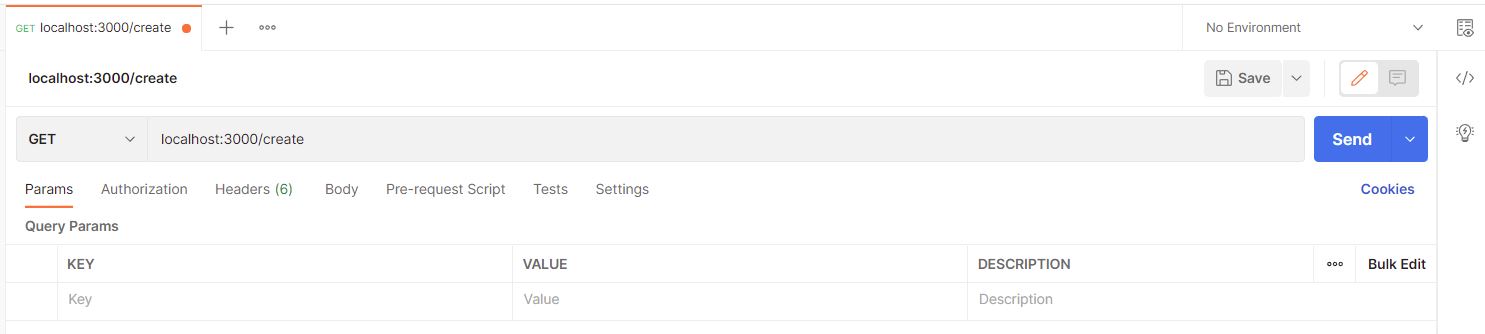 GET localhost:3000/create
No Environment
localhost:3000/create
Save
GET localhost:3000/create Send
Params Authorization Headers (6) Body Pre-request Script Tests Settings Cookies
Query Params
KEY VALUE DESCRIPTION Bulk Edit
Key Value Description